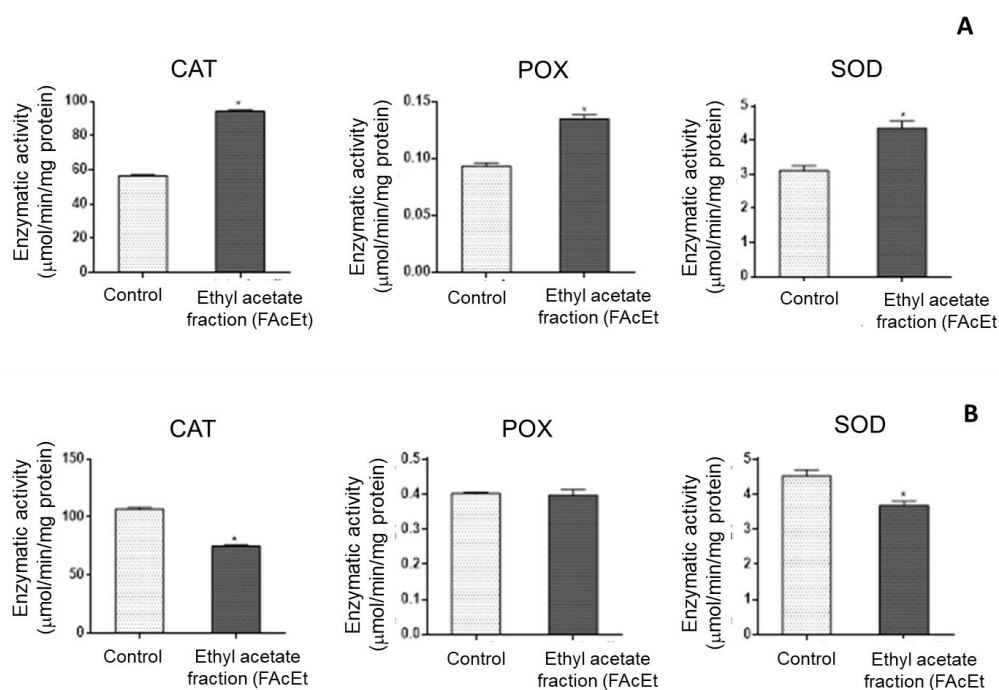 A
CAT
POX
SOD
Enzymatic activity
(μmol/min/mg protein)
100
80
60
40
20
0
*
Control
Ethyl acetate
fraction (FAcEt)
Enzymatic activity
(μmol/min/mg protein)
0.15
0.10
0.05
0.00
*
Control
Ethyl acetate
fraction (FAcEt
Enzymatic activity
(μmol/min/mg protein)
5
4
3
2
1
0
*
Control
Ethyl acetate
fraction (FAcEt
B
CAT
POX
SOD
Enzymatic activity
(μmol/min/mg protein)
150
100
50
0
*
Control
Ethyl acetate
fraction (FAcEt
Enzymatic activity
(μmol/min/mg protein)
0.5
0.4
0.3
0.2
0.1
0.0
Control
Ethyl acetate
fraction (FAcEt
Enzymatic activity
(μmol/min/mg protein)
5
4
3
2
1
0
*
Control
Ethyl acetate
fraction (FAcEt